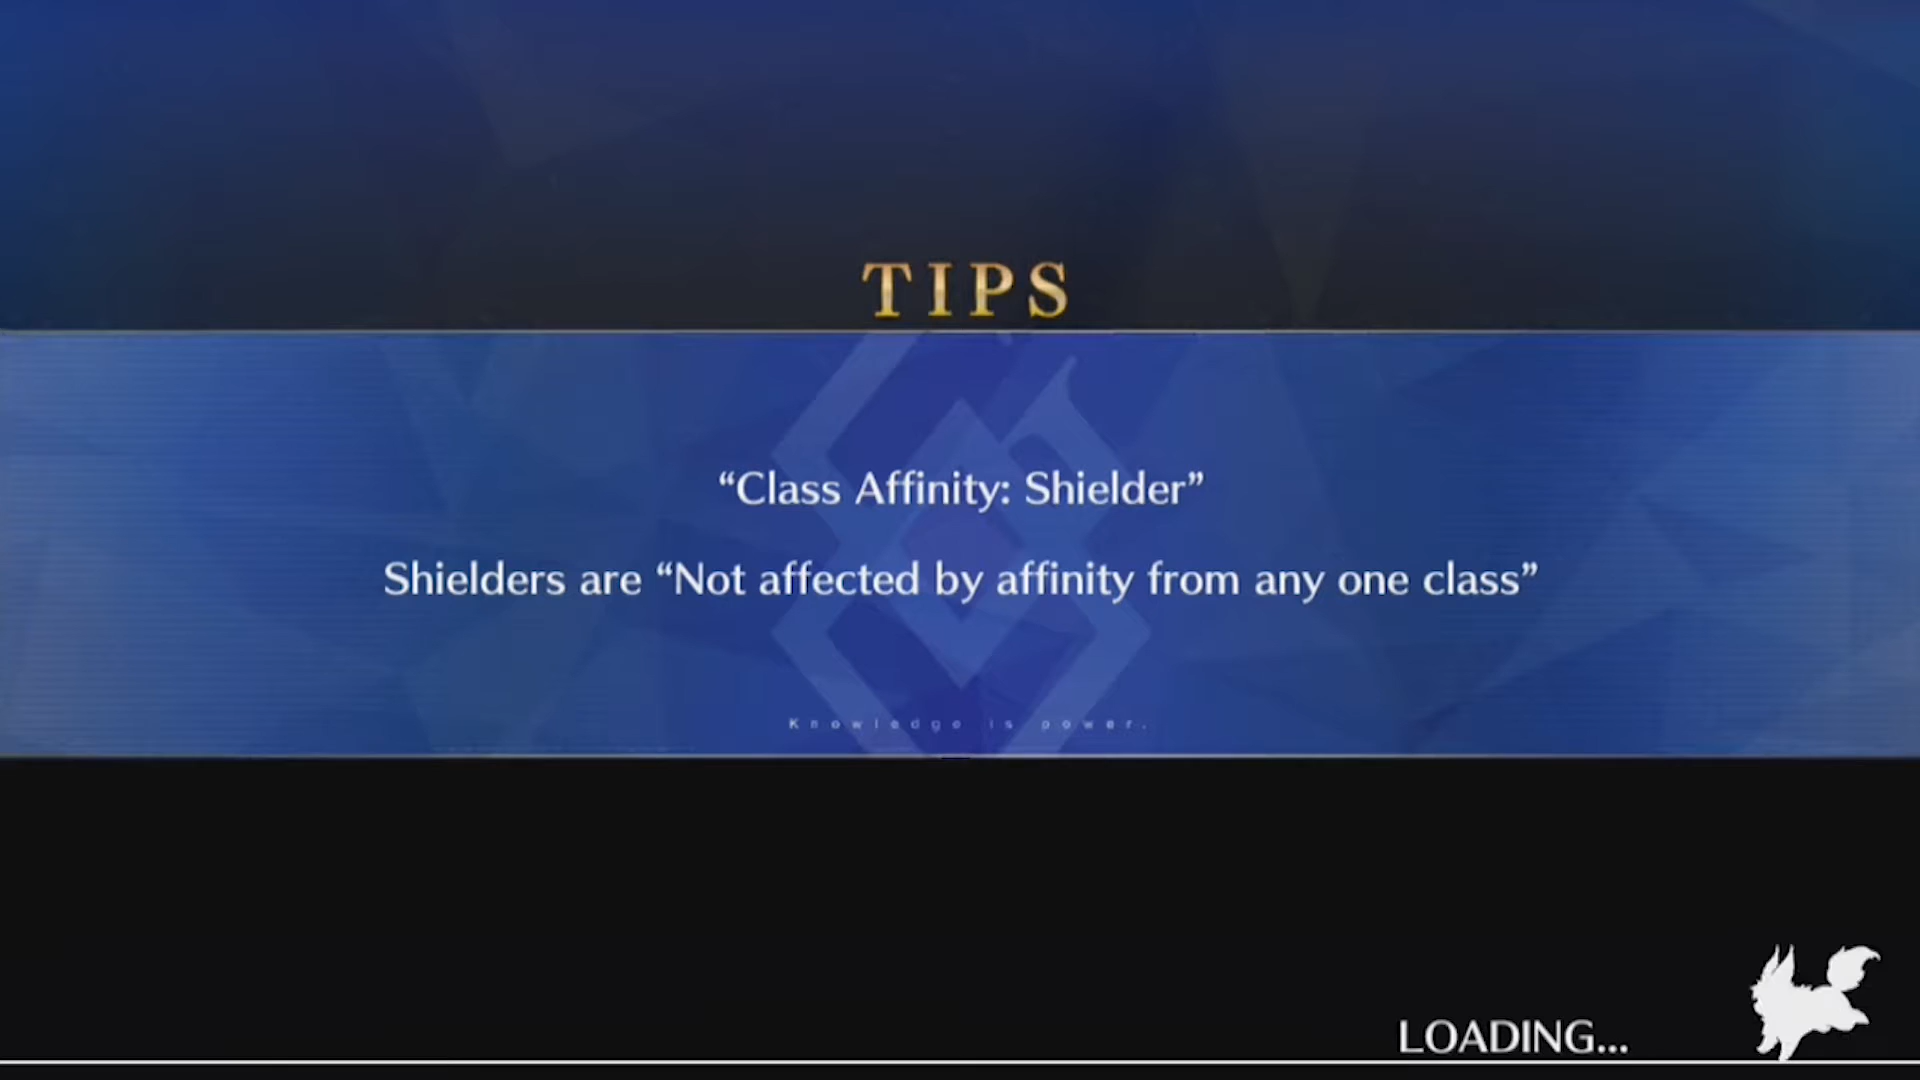 TIPS
“Class Affinity: Shielder”
Shielders are “Not affected by affinity from any one class”
Knowledge is power.
LOADING...